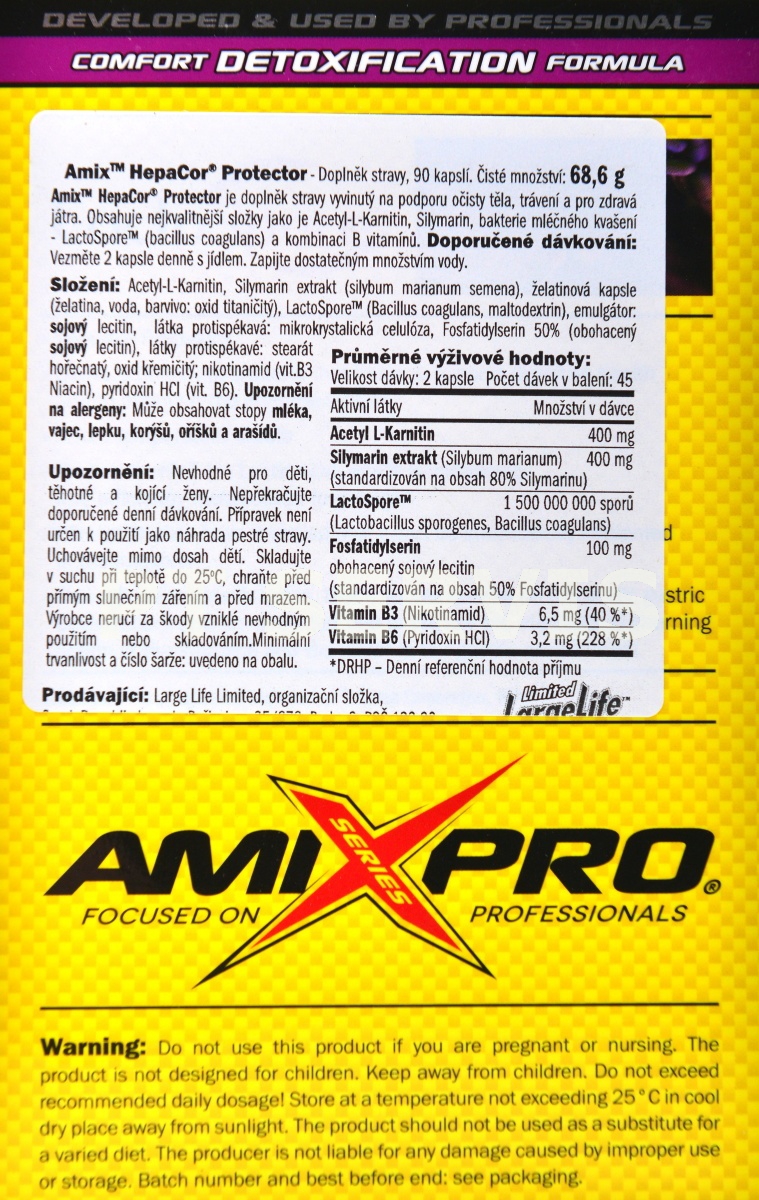 DEVELOPED & USED BY PROFESSIONALS
COMFORT DETOXIFICATION FORMULA
Amix™ HepaCor® Protector - Doplněk stravy, 90 kapslí. Čisté množství: 68,6 g
Amix™ HepaCor® Protector je doplněk stravy vyvinutý na podporu očisty těla, trávení a pro zdravá
játra. Obsahuje nejkvalitnější složky jako je Acetyl-L-Karnitin, Silymarin, bakterie mléčného kvašení
- LactoSpore™ (bacillus coagulans) a kombinaci B vitamínů. Doporučené dávkování:
Vezměte 2 kapsle denně s jídlem. Zapijte dostatečným množstvím vody.
Složení: Acetyl-L-Karnitin, Silymarin extrakt (silybum marianum semena), želatinová kapsle
(želatina, voda, barvivo: oxid titaničitý), LactoSpore™ (Bacillus coagulans, maltodextrin), emulgátor:
sojový lecitin, látka protispékavá: mikrokrystalická celulóza, Fosfatidylserin 50% (obohacený
sojový lecitin), látky protispékavé: stearát
hořečnatý, oxid křemičitý; nikotinamid (vit.B3
Niacin), pyridoxin HCl (vit. B6). Upozornění
na alergeny: Může obsahovat stopy mléka,
vajec, lepku, korýšů, oříšků a arašídů.
Upozornění: Nevhodné pro děti,
těhotné a kojící ženy. Nepřekračujte
doporučené denní dávkování. Přípravek není
určen k použití jako náhrada pestré stravy.
Uchovávejte mimo dosah dětí. Skladujte
v suchu při teplotě do 25°C, chraňte před
přímým slunečním zářením a před mrazem.
Výrobce neručí za škody vzniklé nevhodným
použitím nebo skladováním.Minimální
trvanlivost a číslo šarže: uvedeno na obalu.
Průměrné výživové hodnoty:
Velikost dávky: 2 kapsle Počet dávek v balení: 45
Aktivní látky Množství v dávce
Acetyl L-Karnitin 400 mg
Silymarin extrakt (Silybum marianum) 400 mg
(standardizován na obsah 80% Silymarinu)
LactoSpore™ 1 500 000 000 sporů
(Lactobacillus sporogenes, Bacillus coagulans)
Fosfatidylserin 100 mg
obohacený sojový lecitin
(standardizován na obsah 50% Fosfatidylserinu)
Vitamin B3 (Nikotinamid) 6,5 mg (40 %*)
Vitamin B6 (Pyridoxin HCl) 3,2 mg (228 %*)
*DRHP – Denní referenční hodnota příjmu
Prodávající: Large Life Limited, organizační složka,
Limited
LargeLife™
d
stric
rning
AMIX PRO®
SERIES
FOCUSED ON PROFESSIONALS
Warning: Do not use this product if you are pregnant or nursing. The
product is not designed for children. Keep away from children. Do not exceed
recommended daily dosage! Store at a temperature not exceeding 25°C in cool
dry place away from sunlight. The product should not be used as a substitute for
a varied diet. The producer is not liable for any damage caused by improper use
or storage. Batch number and best before end: see packaging.